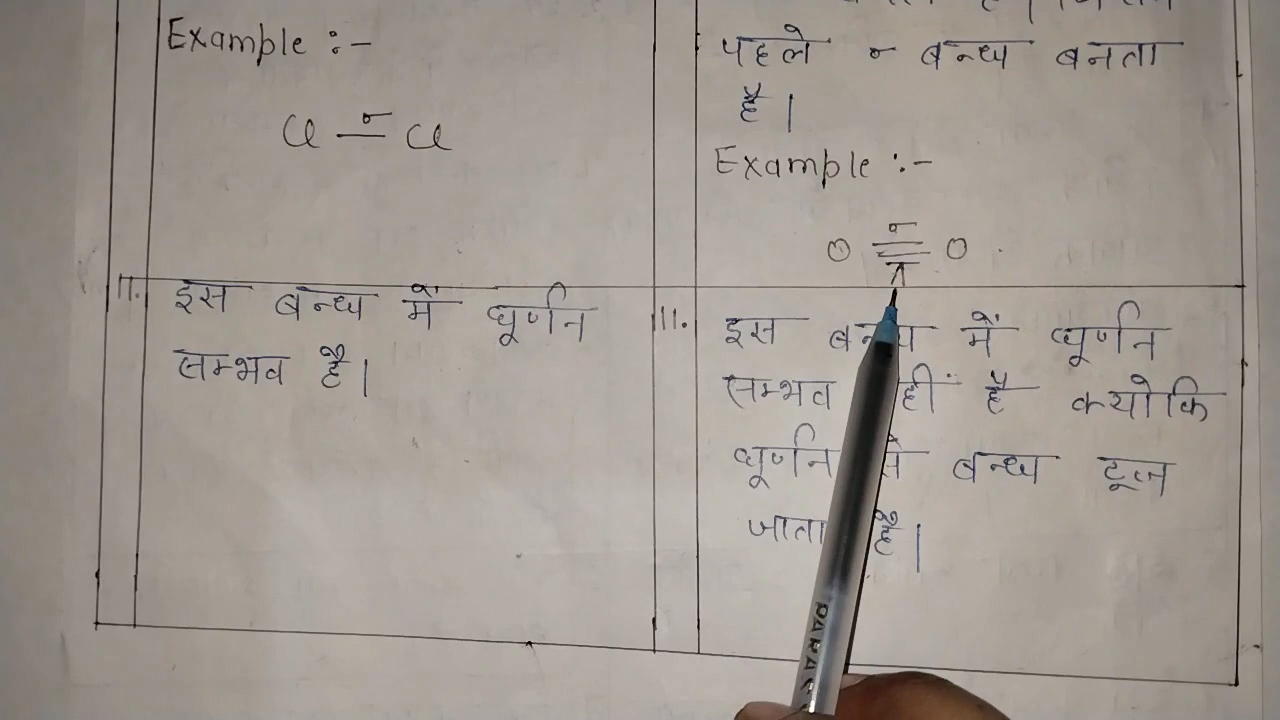 Example :-
Cl —σ Cl
II. इस बन्ध में घूर्णन
सम्भव है।
पहले σ बन्ध बनता
है।
Example :-
O σ = π O
III. इस बन्ध में घूर्णन
सम्भव नहीं है क्योकि
घूर्णन से बन्ध टूल
जाता है।